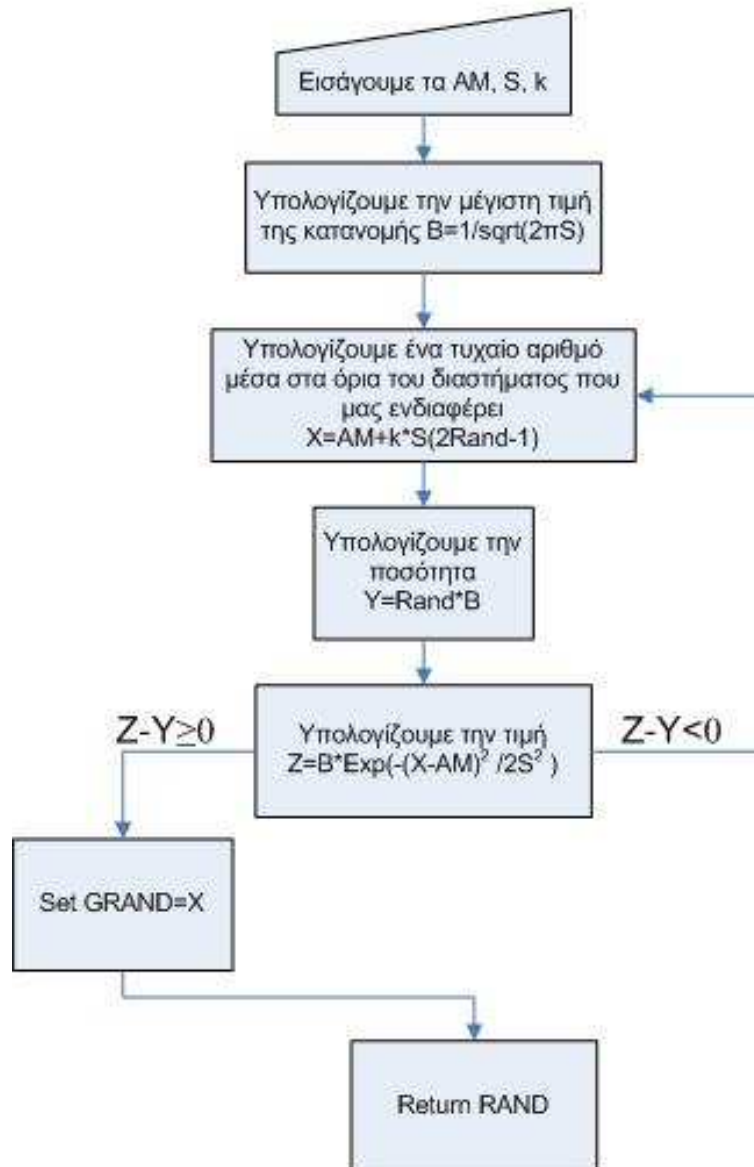 Εισάγουμε τα AM, S, k
Υπολογίζουμε την μέγιστη τιμή
της κατανομής B=1/sqrt(2πS)
Υπολογίζουμε ένα τυχαίο αριθμό
μέσα στα όρια του διαστήματος που
μας ενδιαφέρει
X=AM+k*S(2Rand-1)
Υπολογίζουμε την
ποσότητα
Y=Rand*B
Z-Y≥0
Υπολογίζουμε την τιμή
Z=B*Exp(-(X-AM)² /2S² )
Z-Y<0
Set GRAND=X
Return RAND